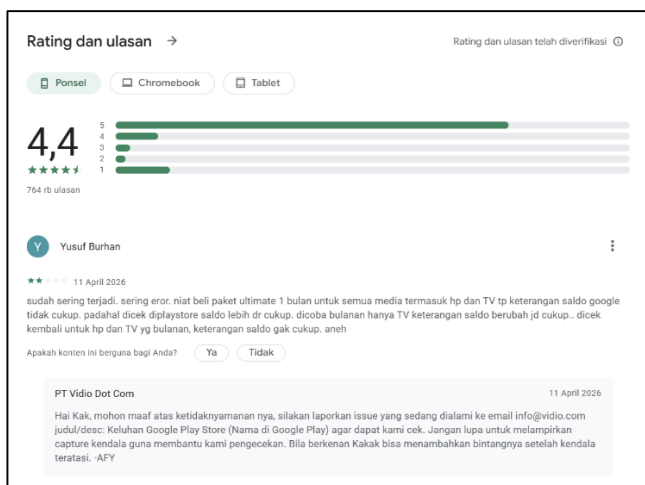 Rating dan ulasan →
Rating dan ulasan telah diverifikasi
Ponsel
Chromebook
Tablet
4,4
5
4
3
2
1
764 rb ulasan
Y
Yusuf Burhan
11 April 2026
sudah sering terjadi. sering eror. niat beli paket ultimate 1 bulan untuk semua media termasuk hp dan TV tp keterangan saldo google
tidak cukup. padahal dicek diplaystore saldo lebih dr cukup. dicoba bulanan hanya TV keterangan saldo berubah jd cukup.. dicek
kembali untuk hp dan TV yg bulanan, keterangan saldo gak cukup. aneh
Apakah konten ini berguna bagi Anda?
Ya
Tidak
PT Vidio Dot Com
11 April 2026
Hai Kak, mohon maaf atas ketidaknyamanan nya, silakan laporkan issue yang sedang dialami ke email info@vidio.com
judul/desc: Keluhan Google Play Store (Nama di Google Play) agar dapat kami cek. Jangan lupa untuk melampirkan
capture kendala guna membantu kami pengecekan. Bila berkenan Kakak bisa menambahkan bintangnya setelah kendala
teratasi. -AFY